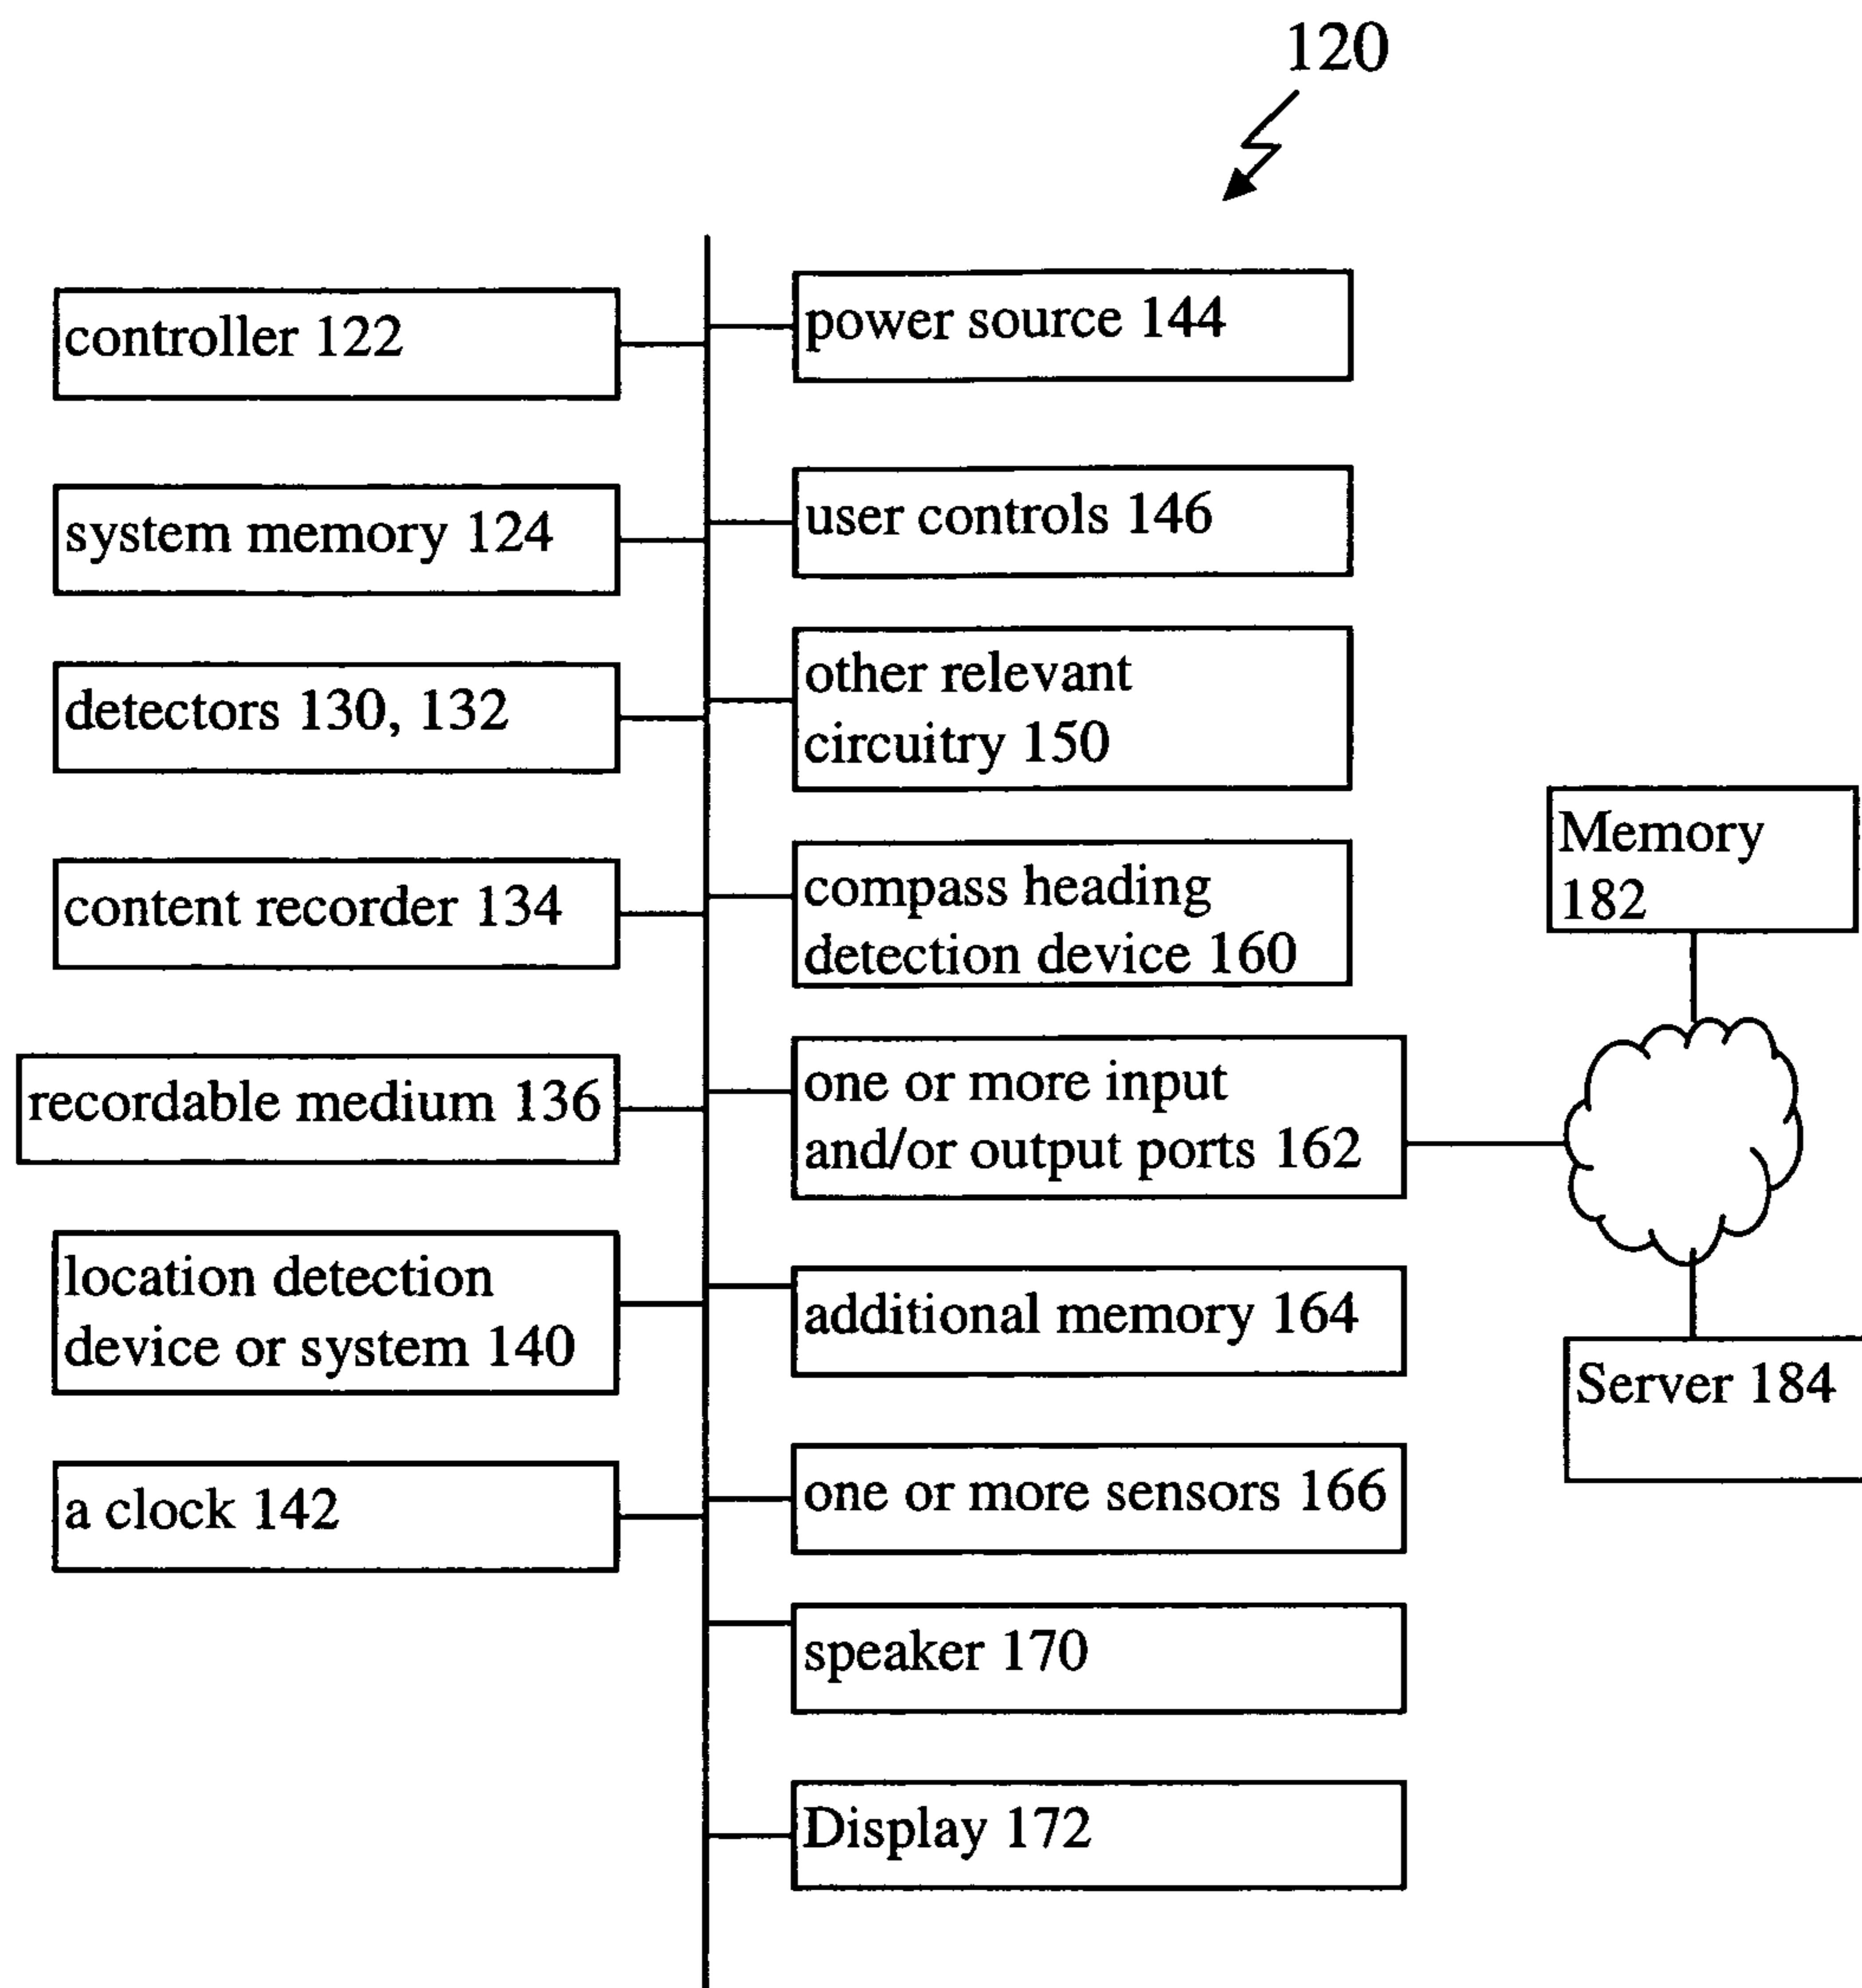 120
controller 122
system memory 124
detectors 130, 132
content recorder 134
recordable medium 136
location detection
device or system 140
a clock 142
power source 144
user controls 146
other relevant
circuitry 150
compass heading
detection device 160
one or more input
and/or output ports 162
additional memory 164
one or more sensors 166
speaker 170
Display 172
Memory
182
Server 184